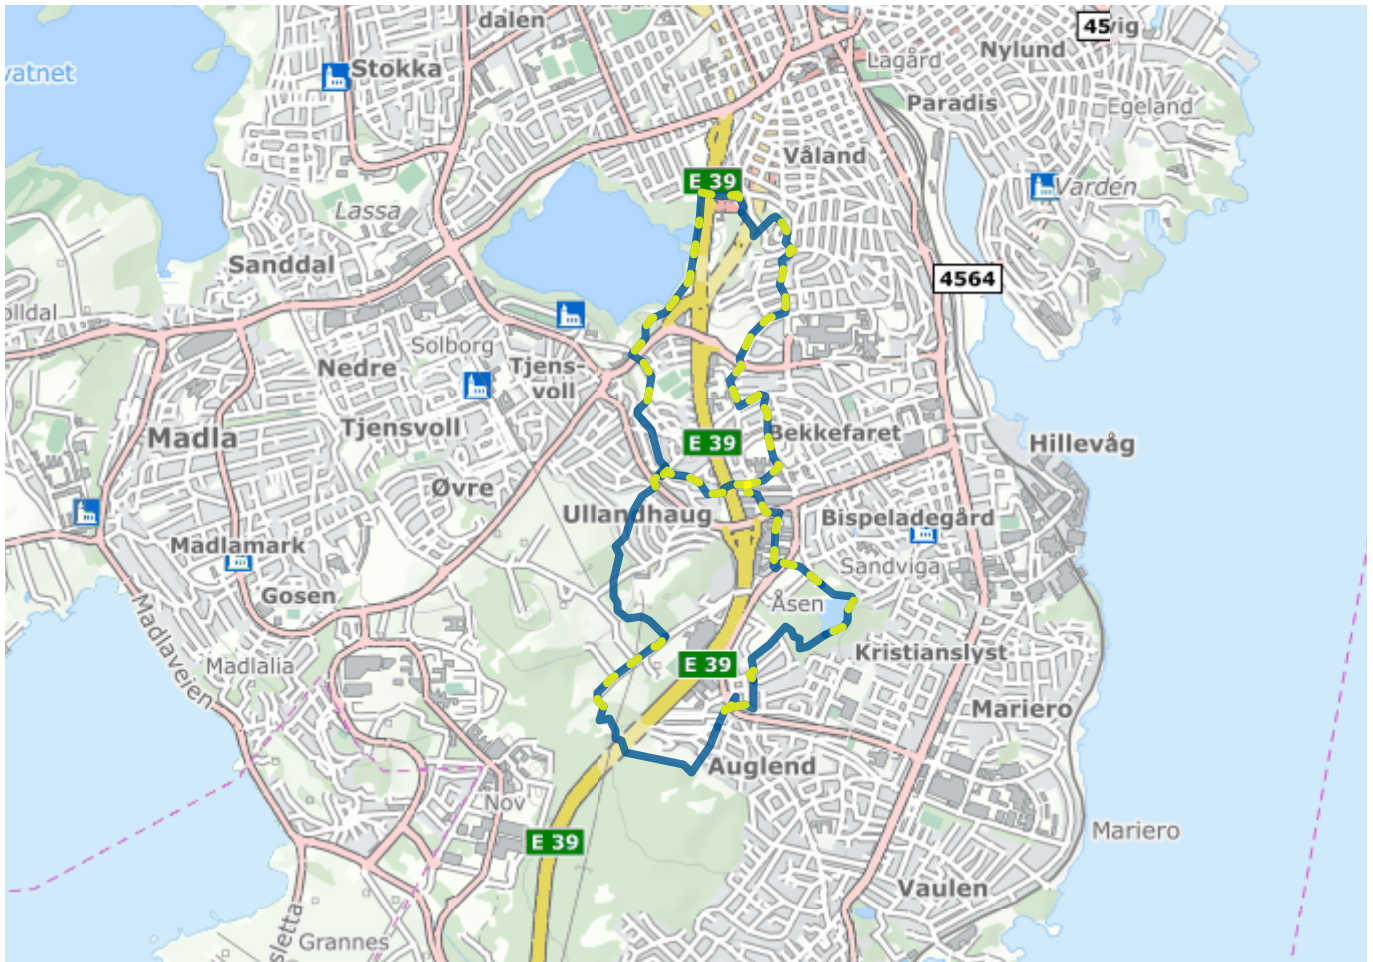 dalen
45
vig
Nylund
Lagård
vatnet
Stokka
Paradis
Egeland
Våland
E 39
Varden
Lassa
Sanddal
4564
olldal
Solborg
Nedre
Tjens-
voll
Madla
Tjensvoll
E 39
Bekkefaret
Hillevåg
Øvre
Ullandhaug
Bispeladegård
Madlamark
Sandviga
Gosen
Åsen
Madlaveien
Madlalia
E 39
Kristianslyst
Mariero
Auglend
Nov
E 39
Mariero
Vaulen
sletta
Grannes